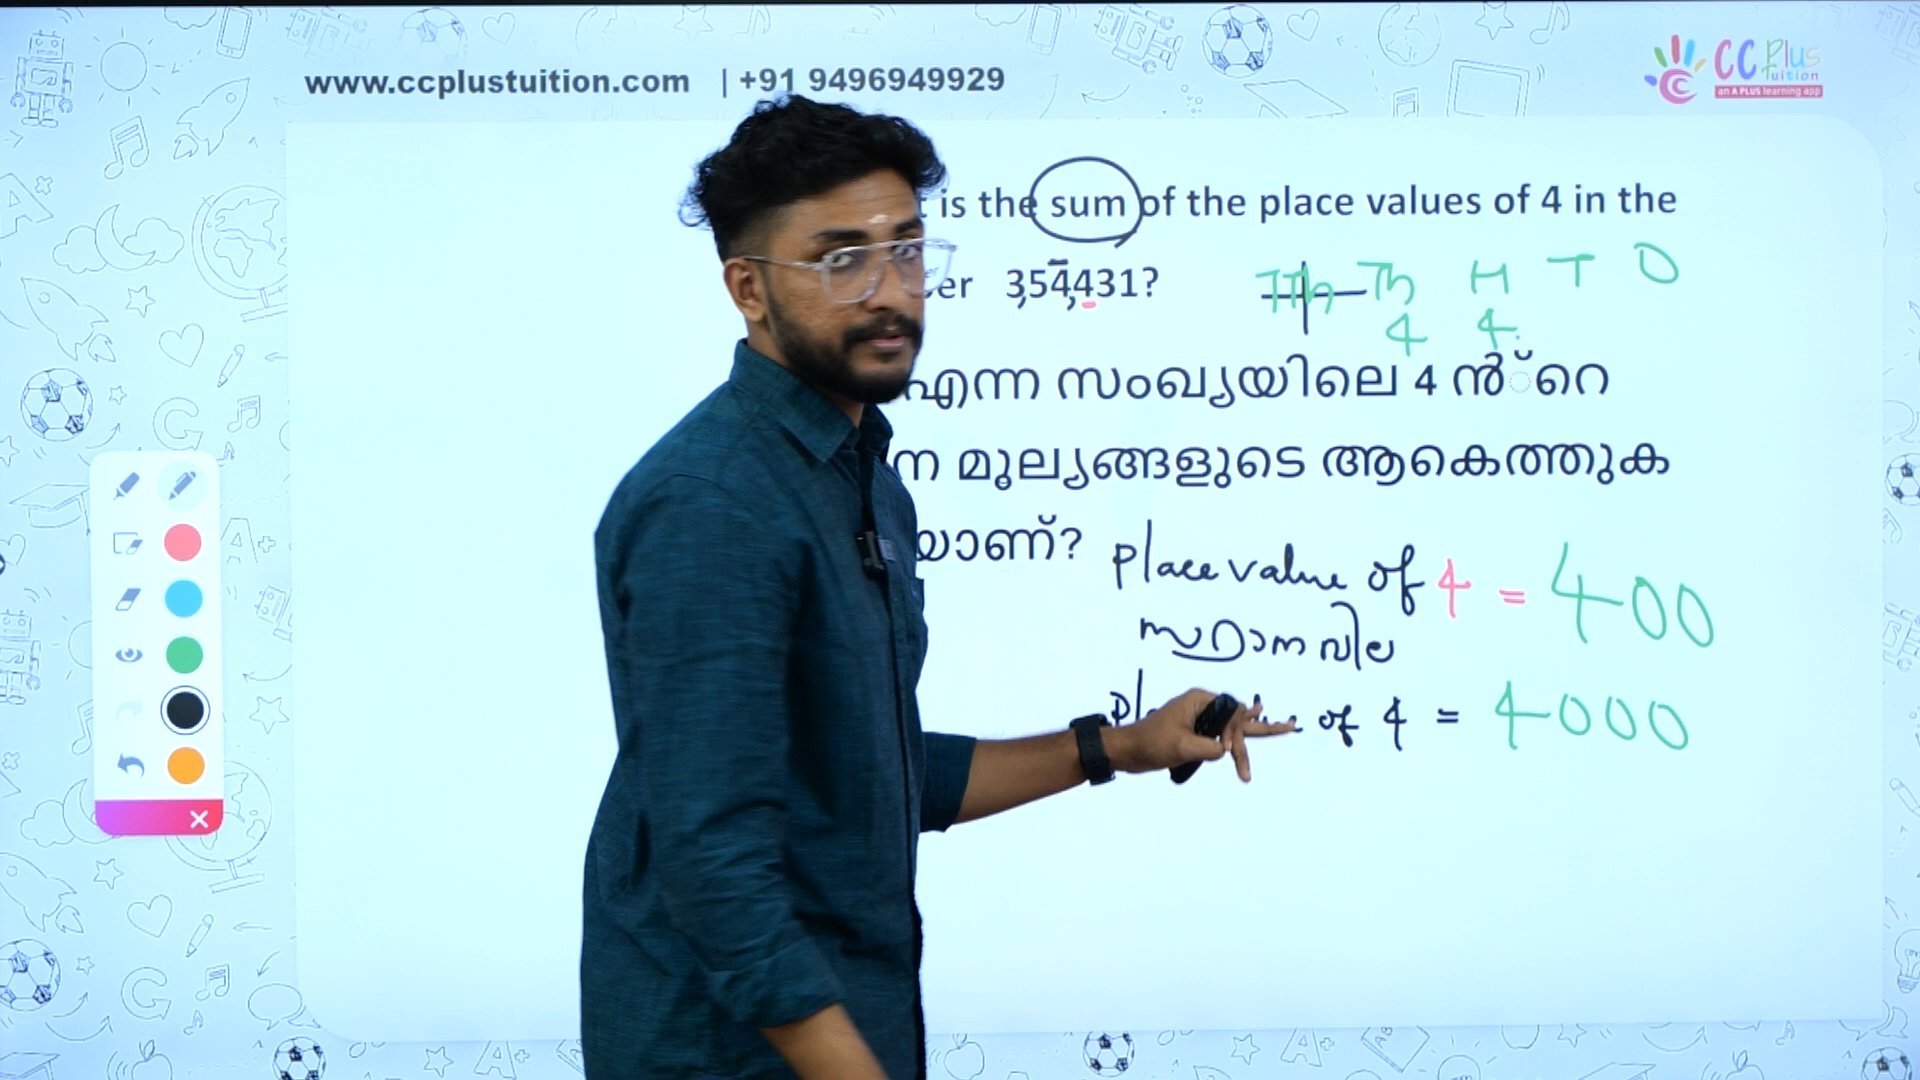 www.ccplustuition.com | +91 9496949929
CC Plus
Tuition
an A PLUS learning app
is the sum of the place values of 4 in the
er 3,54,431?
TTh Th H T O
4 4
എന്ന സംഖ്യയിലെ 4 ൻ്റെ
ന മൂല്യങ്ങളുടെ ആകെത്തുക
യാണ്?
Place value of 4 = 400
സ്ഥാന വില
of 4 = 4000